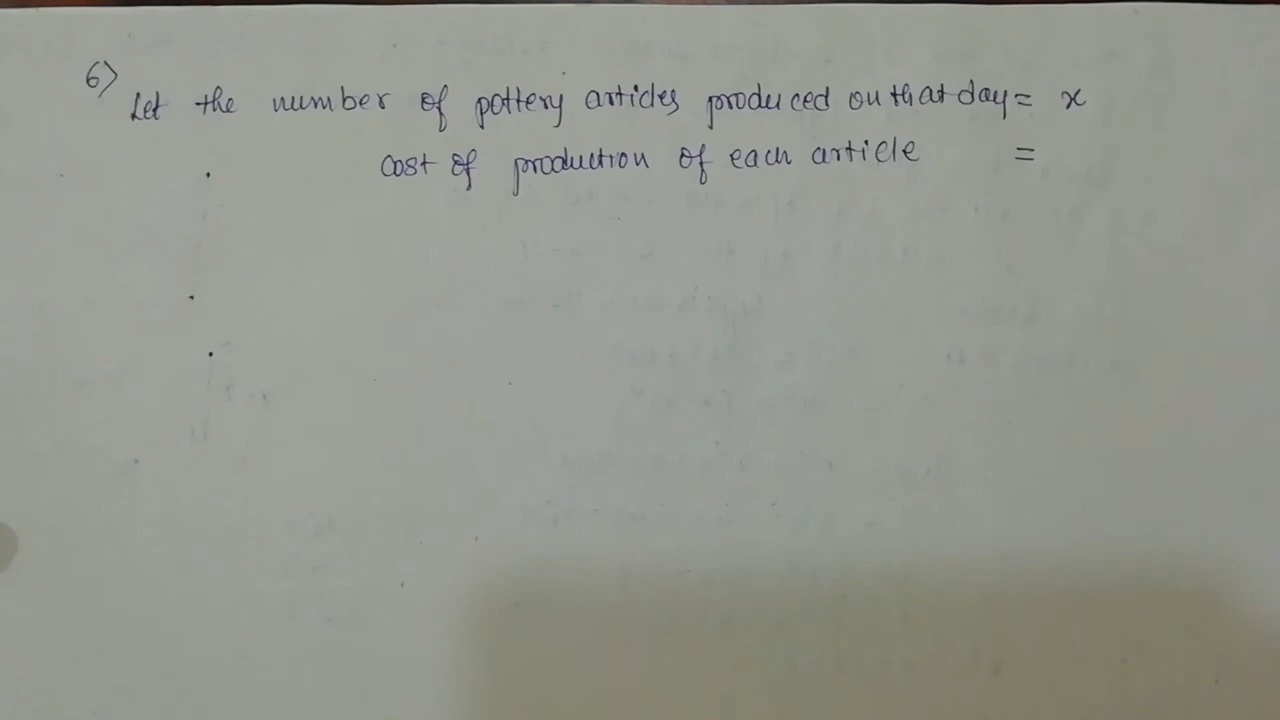 6)
Let the number of pottery articles produced on that day = x
cost of production of each article =